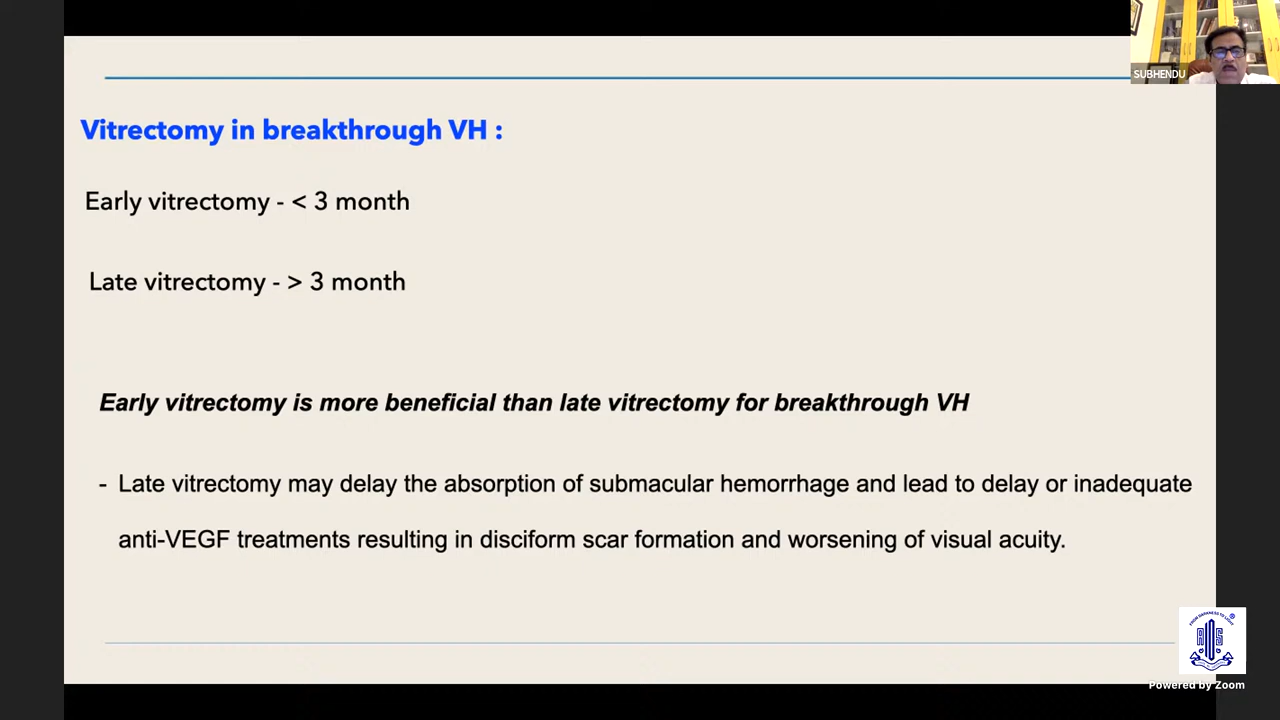 SUBHENDU
Vitrectomy in breakthrough VH :
Early vitrectomy - < 3 month
Late vitrectomy - > 3 month
Early vitrectomy is more beneficial than late vitrectomy for breakthrough VH
- Late vitrectomy may delay the absorption of submacular hemorrhage and lead to delay or inadequate
anti-VEGF treatments resulting in disciform scar formation and worsening of visual acuity.
Powered by Zoom